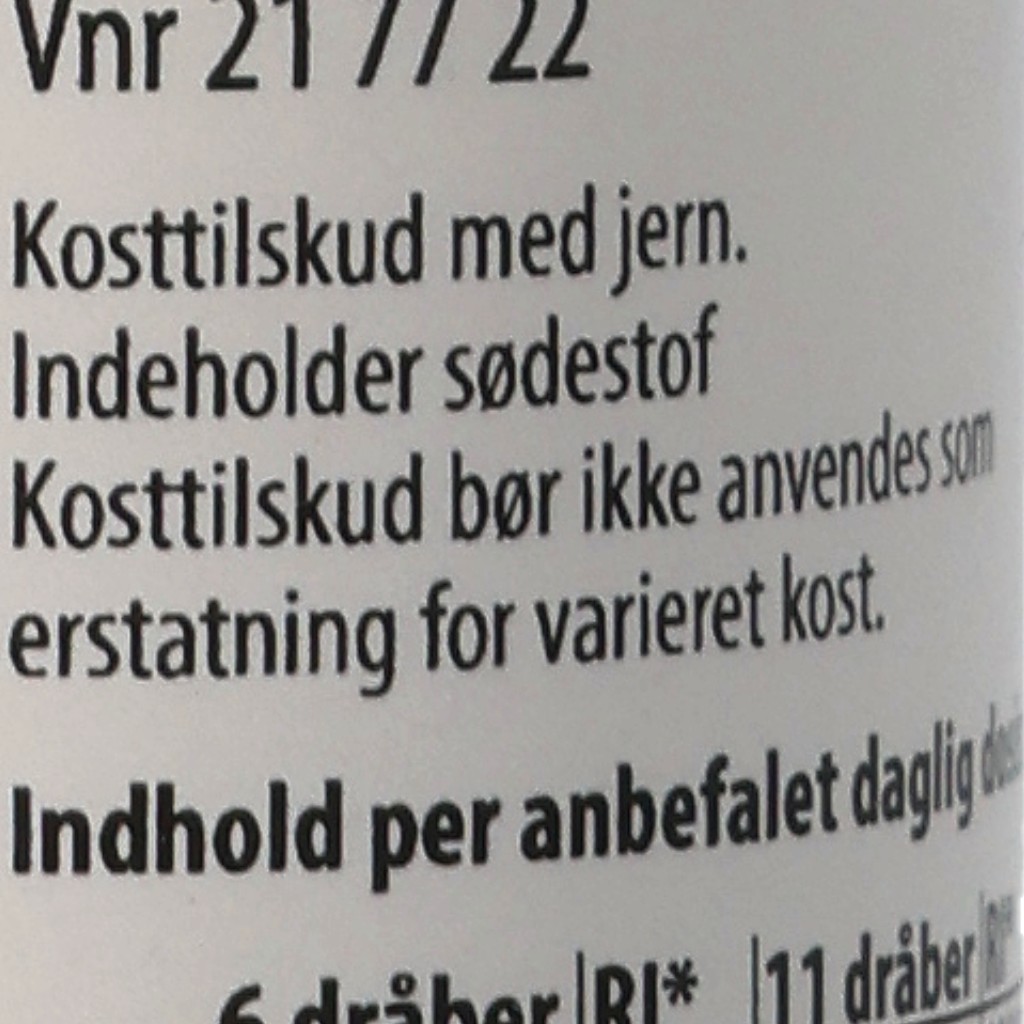 Vnr 21 77 22
Kosttilskud med jern.
Indeholder sødestof
Kosttilskud bør ikke anvendes som
erstatning for varieret kost.
Indhold per anbefalet daglig
6 dråber |RI* |11 dråber